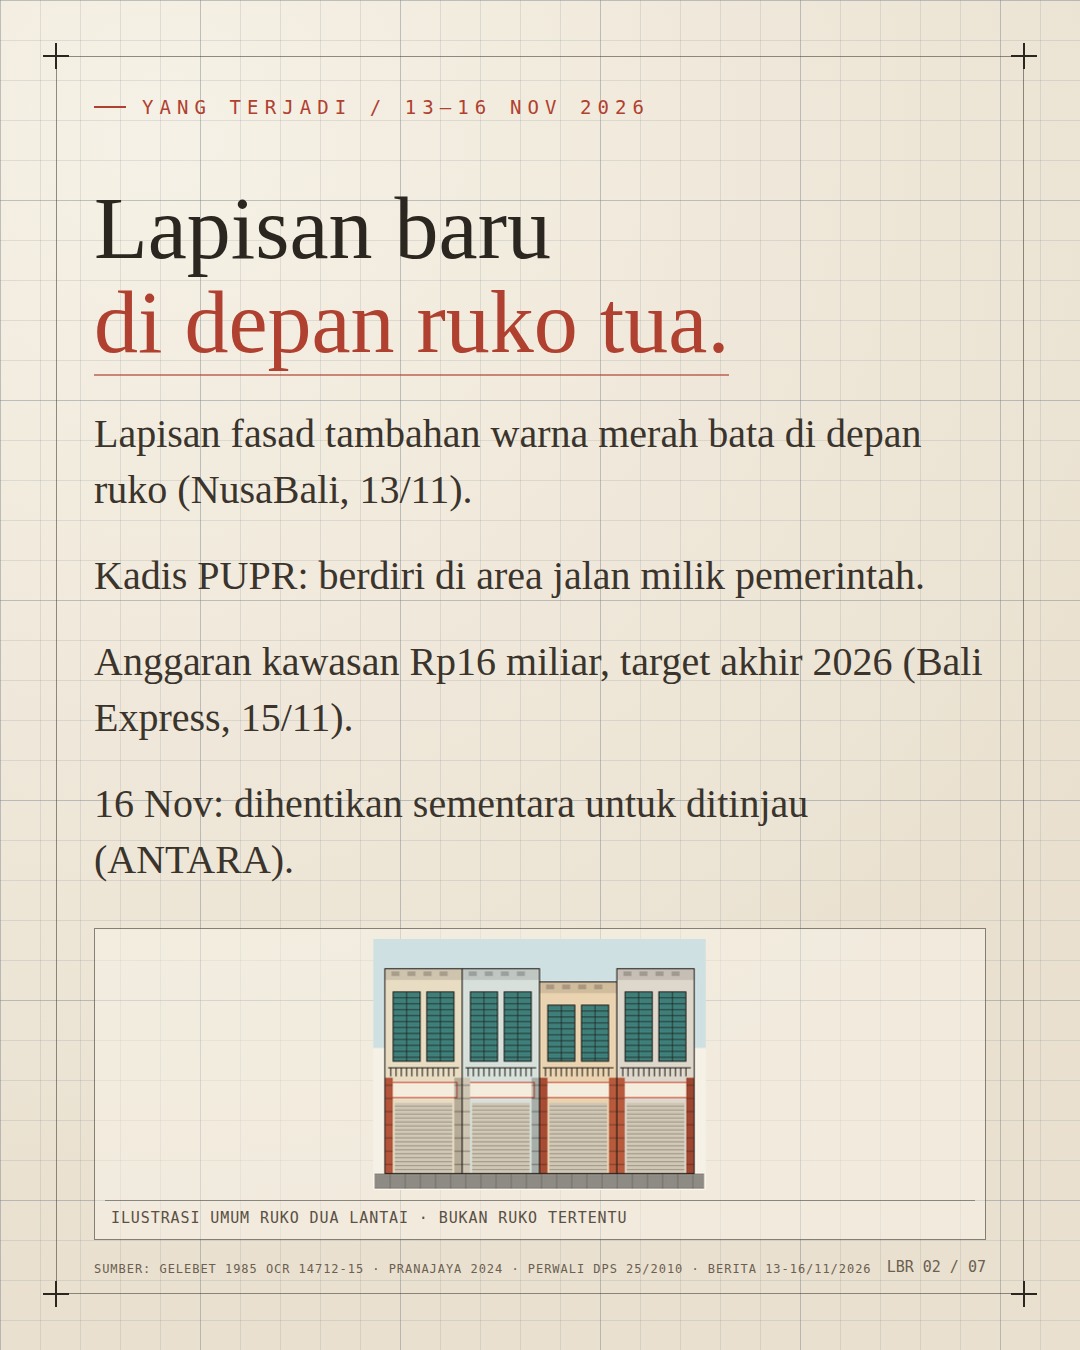 YANG TERJADI / 13–16 NOV 2026
Lapisan baru
di depan ruko tua.
Lapisan fasad tambahan warna merah bata di depan
ruko (NusaBali, 13/11).
Kadis PUPR: berdiri di area jalan milik pemerintah.
Anggaran kawasan Rp16 miliar, target akhir 2026 (Bali
Express, 15/11).
16 Nov: dihentikan sementara untuk ditinjau
(ANTARA).
ILUSTRASI UMUM RUKO DUA LANTAI · BUKAN RUKO TERTENTU
SUMBER: GELEBET 1985 OCR 14712-15 · PRANAJAYA 2024 · PERWALI DPS 25/2010 · BERITA 13-16/11/2026
LBR 02 / 07